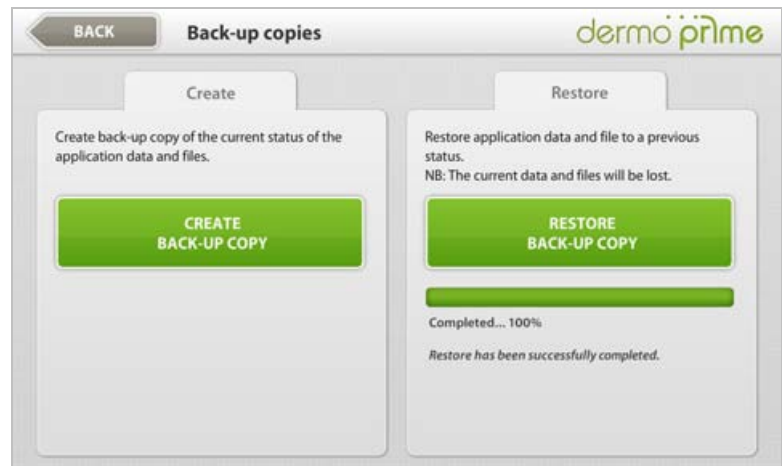 BACK
Back-up copies
dermoprime
Create
Create back-up copy of the current status of the
application data and files.
CREATE
BACK-UP COPY
Restore
Restore application data and file to a previous
status.
NB: The current data and files will be lost.
RESTORE
BACK-UP COPY
Completed... 100%
Restore has been successfully completed.